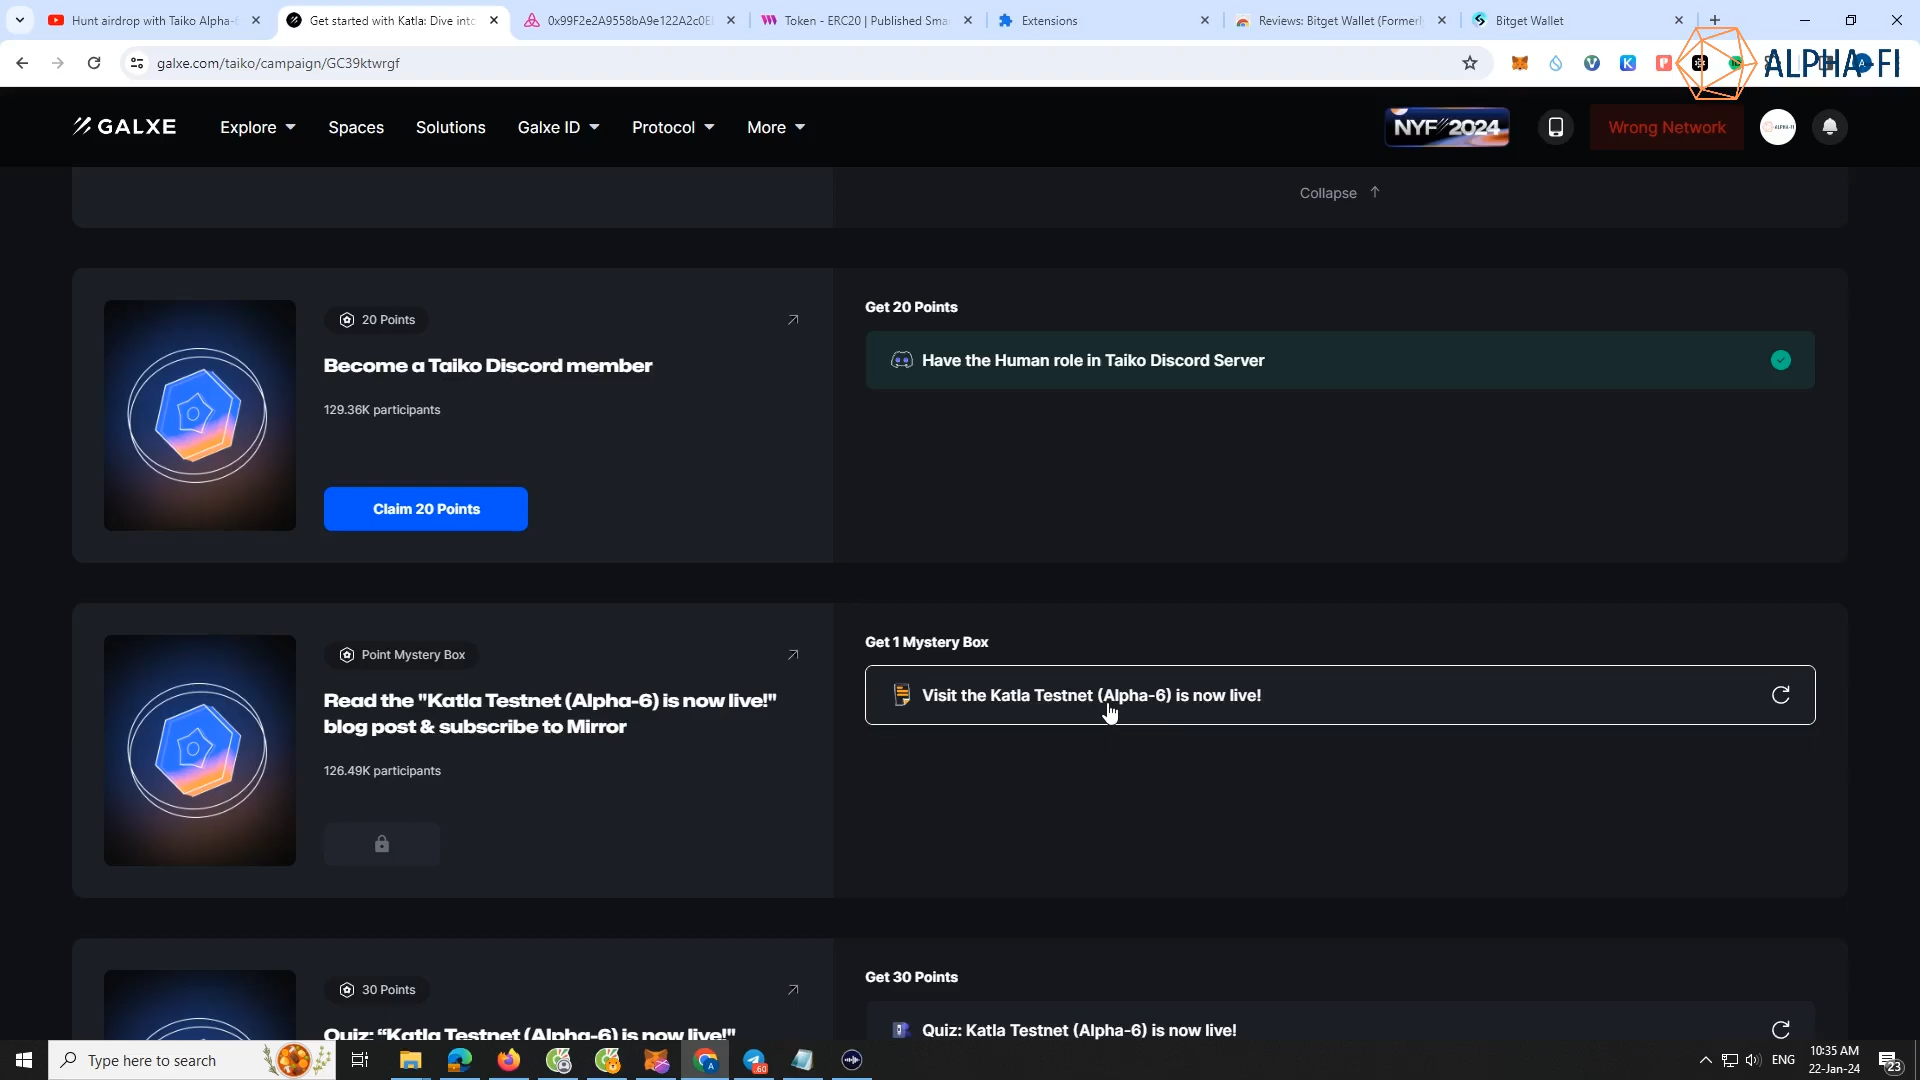 Hunt airdrop with Taiko Alpha-6
Get started with Katla: Dive into
0x99F2e2A9558bA9e122A2c0E
Token - ERC20 | Published Sma
Extensions
Reviews: Bitget Wallet (Formerl
Bitget Wallet
galxe.com/taiko/campaign/GC39ktwrgf
ALPHA-FI
GALXE
Explore
Spaces
Solutions
Galxe ID
Protocol
More
NYF 2024
Wrong Network
Collapse
20 Points
Become a Taiko Discord member
129.36K participants
Claim 20 Points
Get 20 Points
Have the Human role in Taiko Discord Server
Point Mystery Box
Read the "Katla Testnet (Alpha-6) is now live!"
blog post & subscribe to Mirror
126.49K participants
Get 1 Mystery Box
Visit the Katla Testnet (Alpha-6) is now live!
30 Points
Quiz: “Katla Testnet (Alpha-6) is now live!"
Get 30 Points
Quiz: Katla Testnet (Alpha-6) is now live!
Type here to search
ENG
10:35 AM
22-Jan-24
23